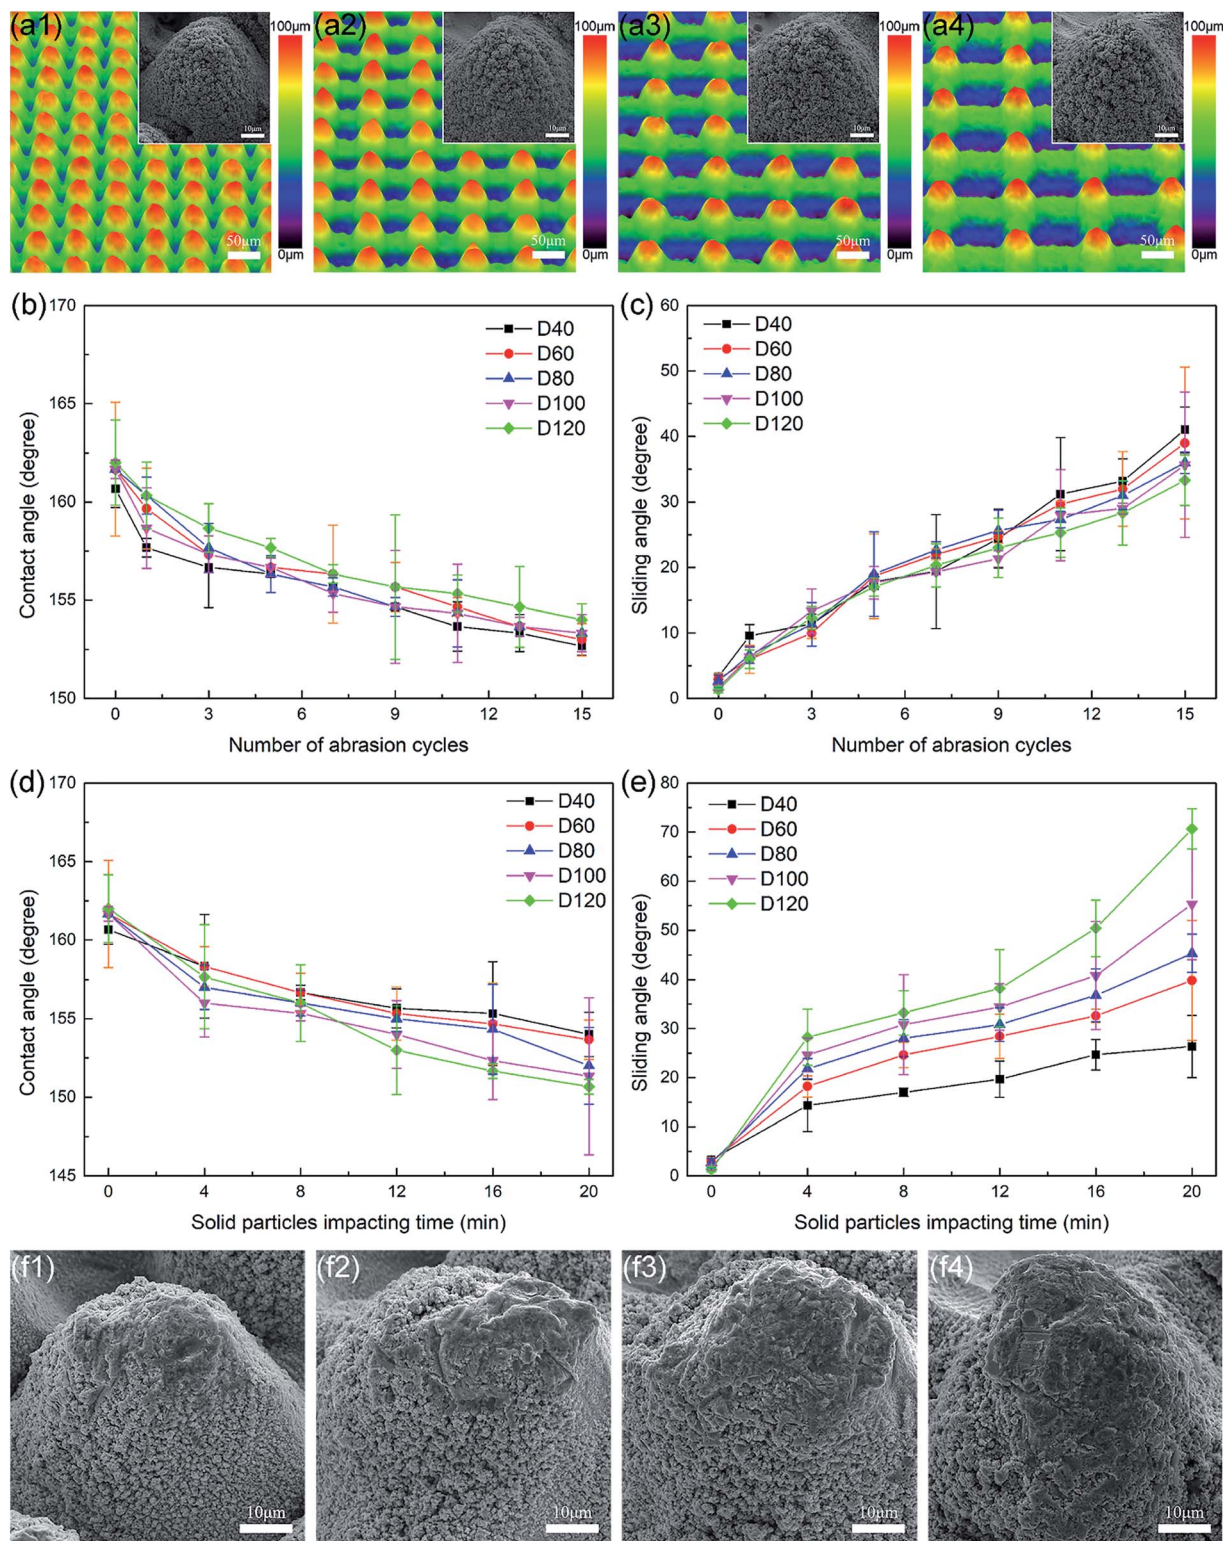 (a1)
100μm
10μm
50μm
0μm
(a2)
100μm
10μm
50μm
0μm
(a3)
100μm
10μm
50μm
0μm
(a4)
100μm
10μm
50μm
0μm
(b)
170
165
160
155
150
Contact angle (degree)
D40
D60
D80
D100
D120
0 3 6 9 12 15
Number of abrasion cycles
(c)
60
50
40
30
20
10
0
Sliding angle (degree)
D40
D60
D80
D100
D120
0 3 6 9 12 15
Number of abrasion cycles
(d)
170
165
160
155
150
145
Contact angle (degree)
D40
D60
D80
D100
D120
0 4 8 12 16 20
Solid particles impacting time (min)
(e)
80
70
60
50
40
30
20
10
0
Sliding angle (degree)
D40
D60
D80
D100
D120
0 4 8 12 16 20
Solid particles impacting time (min)
(f1)
10μm
(f2)
10μm
(f3)
10μm
(f4)
10μm